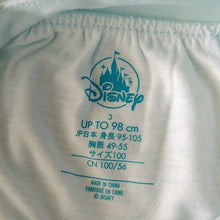 Disney
3
UP TO 98 cm
JP日本 身長 95-105
胸囲 49-55
サイズ100
CN 100/56
MADE IN CHINA
FABRIQUÉ EN CHINE
© DISNEY